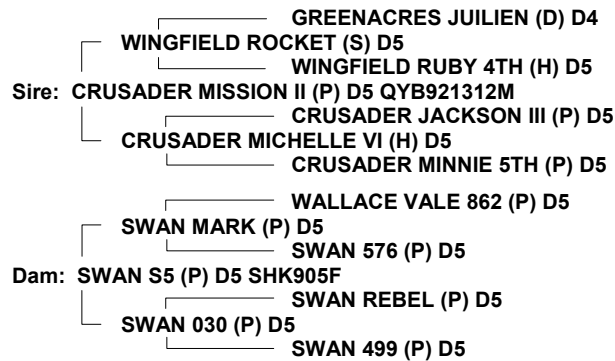 GREENACRES JUILIEN (D) D4
WINGFIELD ROCKET (S) D5
WINGFIELD RUBY 4TH (H) D5
Sire: CRUSADER MISSION II (P) D5 QYB921312M
CRUSADER JACKSON III (P) D5
CRUSADER MICHELLE VI (H) D5
CRUSADER MINNIE 5TH (P) D5
WALLACE VALE 862 (P) D5
SWAN MARK (P) D5
SWAN 576 (P) D5
Dam: SWAN S5 (P) D5 SHK905F
SWAN REBEL (P) D5
SWAN 030 (P) D5
SWAN 499 (P) D5